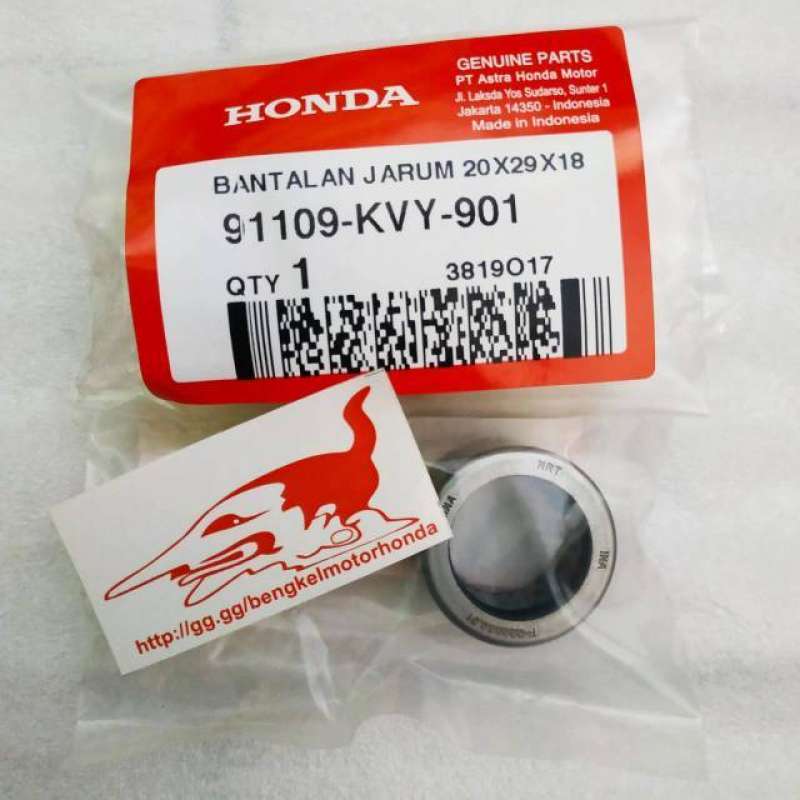 HONDA
GENUINE PARTS
PT Astra Honda Motor
Jl. Laksda Yos Sudarso, Sunter 1
Jakarta 14350 - Indonesia
Made in Indonesia
BANTALAN JARUM 20X29X18
91109-KVY-901
QTY 1
3819O17
http://gg.gg/bengkelmotorhonda